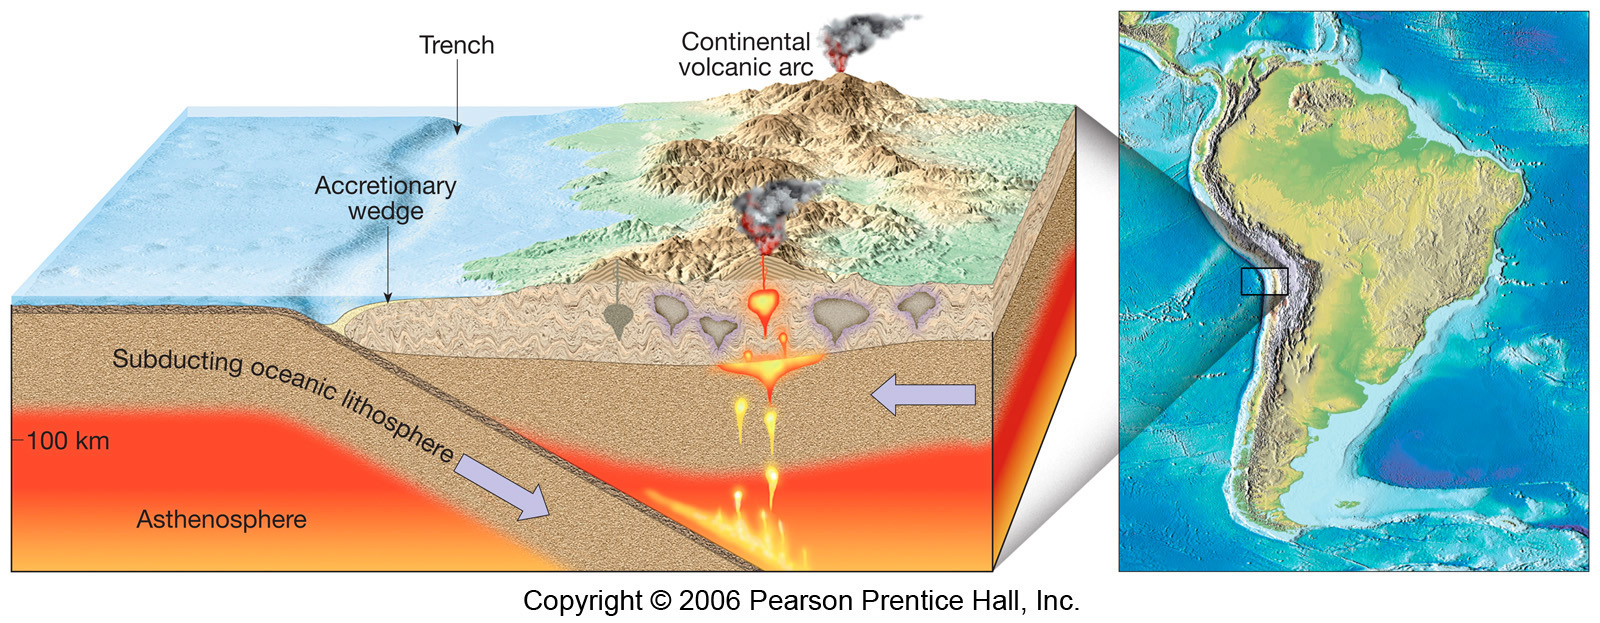 Trench
Continental
volcanic arc
Accretionary
wedge
Subducting oceanic lithosphere
100 km
Asthenosphere
Copyright © 2006 Pearson Prentice Hall, Inc.